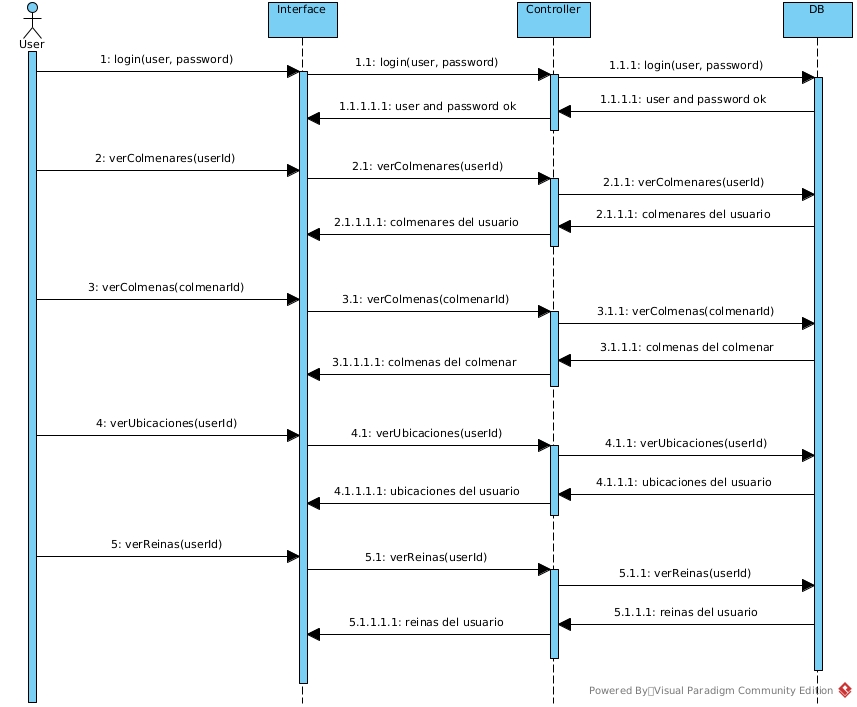 Interface
Controller
DB
User
1: login(user, password)
1.1: login(user, password)
1.1.1: login(user, password)
1.1.1.1: user and password ok
1.1.1.1.1: user and password ok
2: verColmenares(userId)
2.1: verColmenares(userId)
2.1.1: verColmenares(userId)
2.1.1.1: colmenares del usuario
2.1.1.1.1: colmenares del usuario
3: verColmenas(colmenarId)
3.1: verColmenas(colmenarId)
3.1.1: verColmenas(colmenarId)
3.1.1.1: colmenas del colmenar
3.1.1.1.1: colmenas del colmenar
4: verUbicaciones(userId)
4.1: verUbicaciones(userId)
4.1.1: verUbicaciones(userId)
4.1.1.1: ubicaciones del usuario
4.1.1.1.1: ubicaciones del usuario
5: verReinas(userId)
5.1: verReinas(userId)
5.1.1: verReinas(userId)
5.1.1.1: reinas del usuario
5.1.1.1.1: reinas del usuario
Powered By Visual Paradigm Community Edition